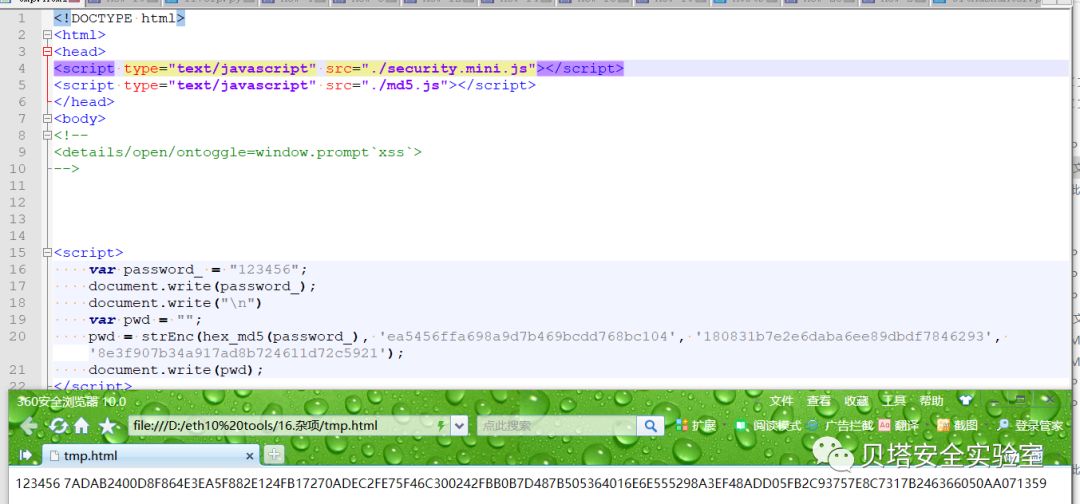 1 <!DOCTYPE html>
2 <html>
3 <head>
4 <script type="text/javascript" src="./security.mini.js"></script>
5 <script type="text/javascript" src="./md5.js"></script>
6 </head>
7 <body>
8 <!--
9 <details/open/ontoggle=window.prompt`xss`>
10 -->
11
12
13
14
15 <script>
16 var password_ = "123456";
17 document.write(password_);
18 document.write("\n")
19 var pwd = "";
20 pwd = strEnc(hex_md5(password_), 'ea5456ffa698a9d7b469bcdd768bc104', '180831b7e2e6daba6ee89dbdf7846293',
'8e3f907b34a917ad8b724611d72c5921');
21 document.write(pwd);
22 </script>
360安全浏览器 10.0 文件 查看 收藏 工具 帮助
file:///D:/eth10%20tools/16.杂项/tmp.html 点此搜索 扩展 阅读模式 广告拦截 翻译 截图 登录管家
tmp.html
贝塔安全实验室
123456 7ADAB2400D8F864E3EA5F882E124FB17270ADEC2FE75F46C300242FBB0B7D487B505364016E6E555298A3EF48ADD05FB2C93757E8C7317B246366050AA071359